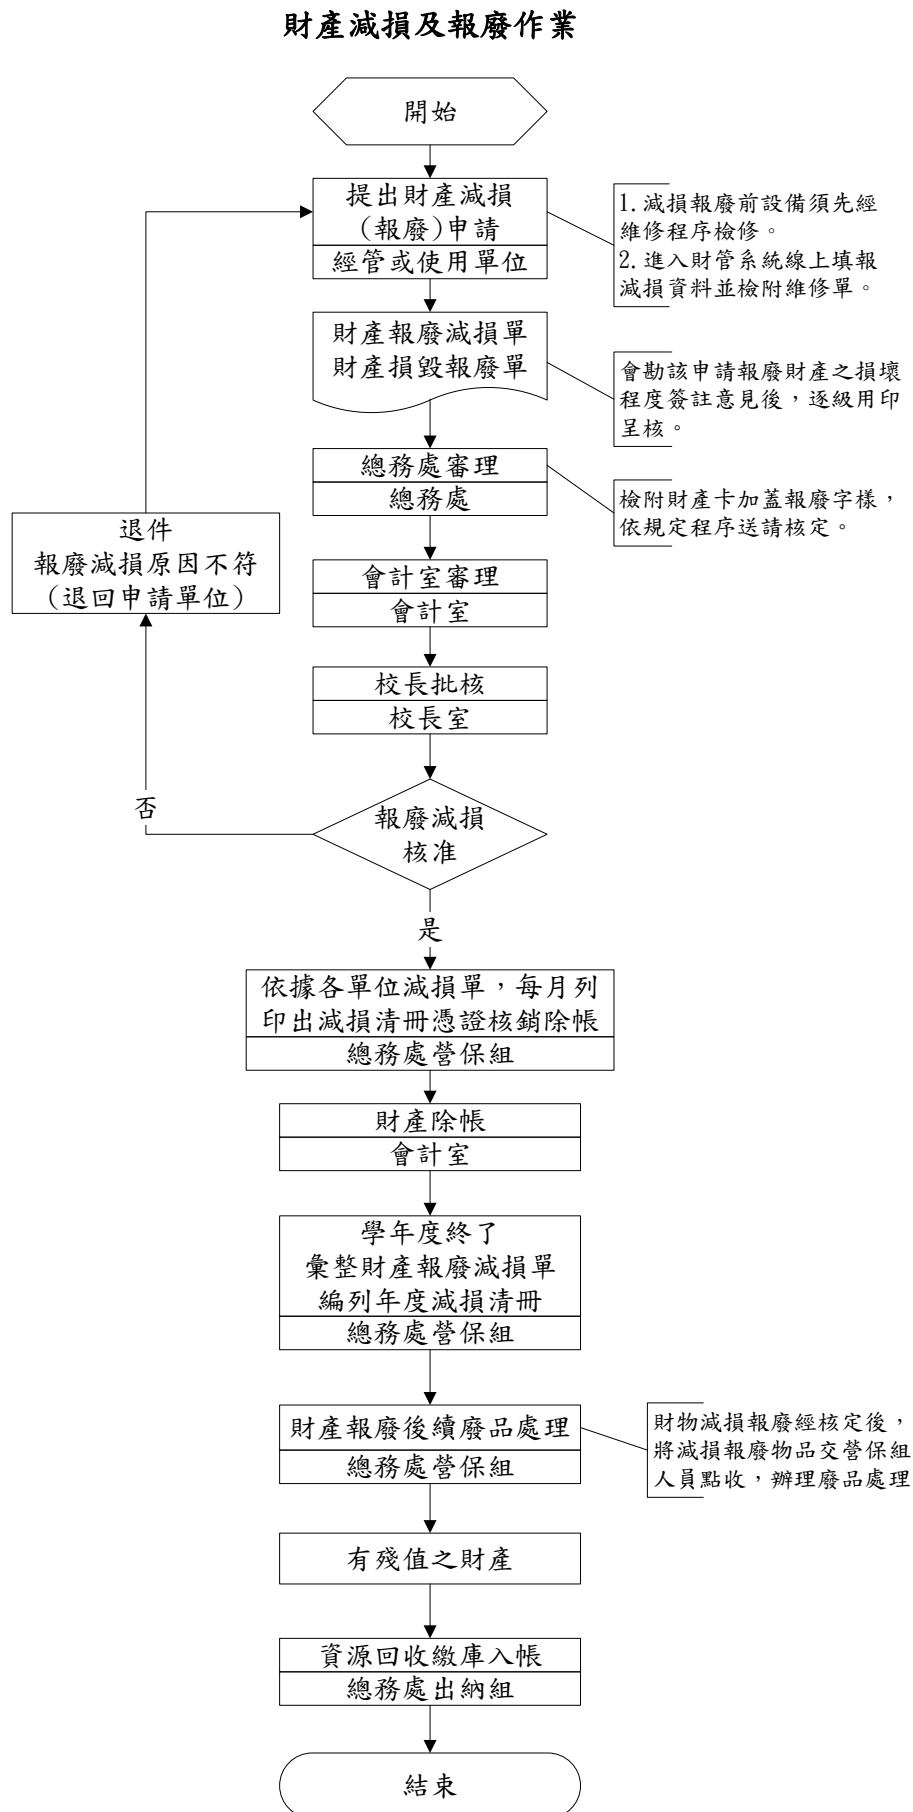 財產減損及報廢作業
開始
提出財產減損
(報廢)申請
經管或使用單位
1.減損報廢前設備須先經
維修程序檢修。
2.進入財管系統線上填報
減損資料並檢附維修單。
財產報廢減損單
財產損毀報廢單
會勘該申請報廢財產之損壞
程度簽註意見後，逐級用印
呈核。
總務處審理
總務處
檢附財產卡加蓋報廢字樣，
依規定程序送請核定。
退件
報廢減損原因不符
(退回申請單位)
會計室審理
會計室
校長批核
校長室
報廢減損
核准
否
是
依據各單位減損單，每月列
印出減損清冊憑證核銷除帳
總務處營保組
財產除帳
會計室
學年度終了
彙整財產報廢減損單
編列年度減損清冊
總務處營保組
財產報廢後續廢品處理
總務處營保組
財物減損報廢經核定後，
將減損報廢物品交營保組
人員點收，辦理廢品處理
有殘值之財產
資源回收繳庫入帳
總務處出納組
結束